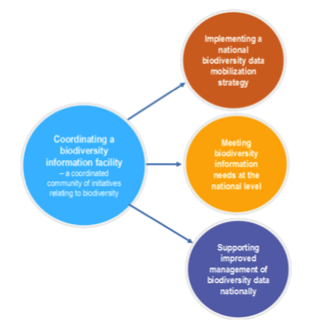 Coordinating a
biodiversity
information facility
– a coordinated
community of initiatives
relating to biodiversity
Implementing a
national
biodiversity data
mobilization
strategy
Meeting
biodiversity
information
needs at the
national level
Supporting
improved
management of
biodiversity data
nationally